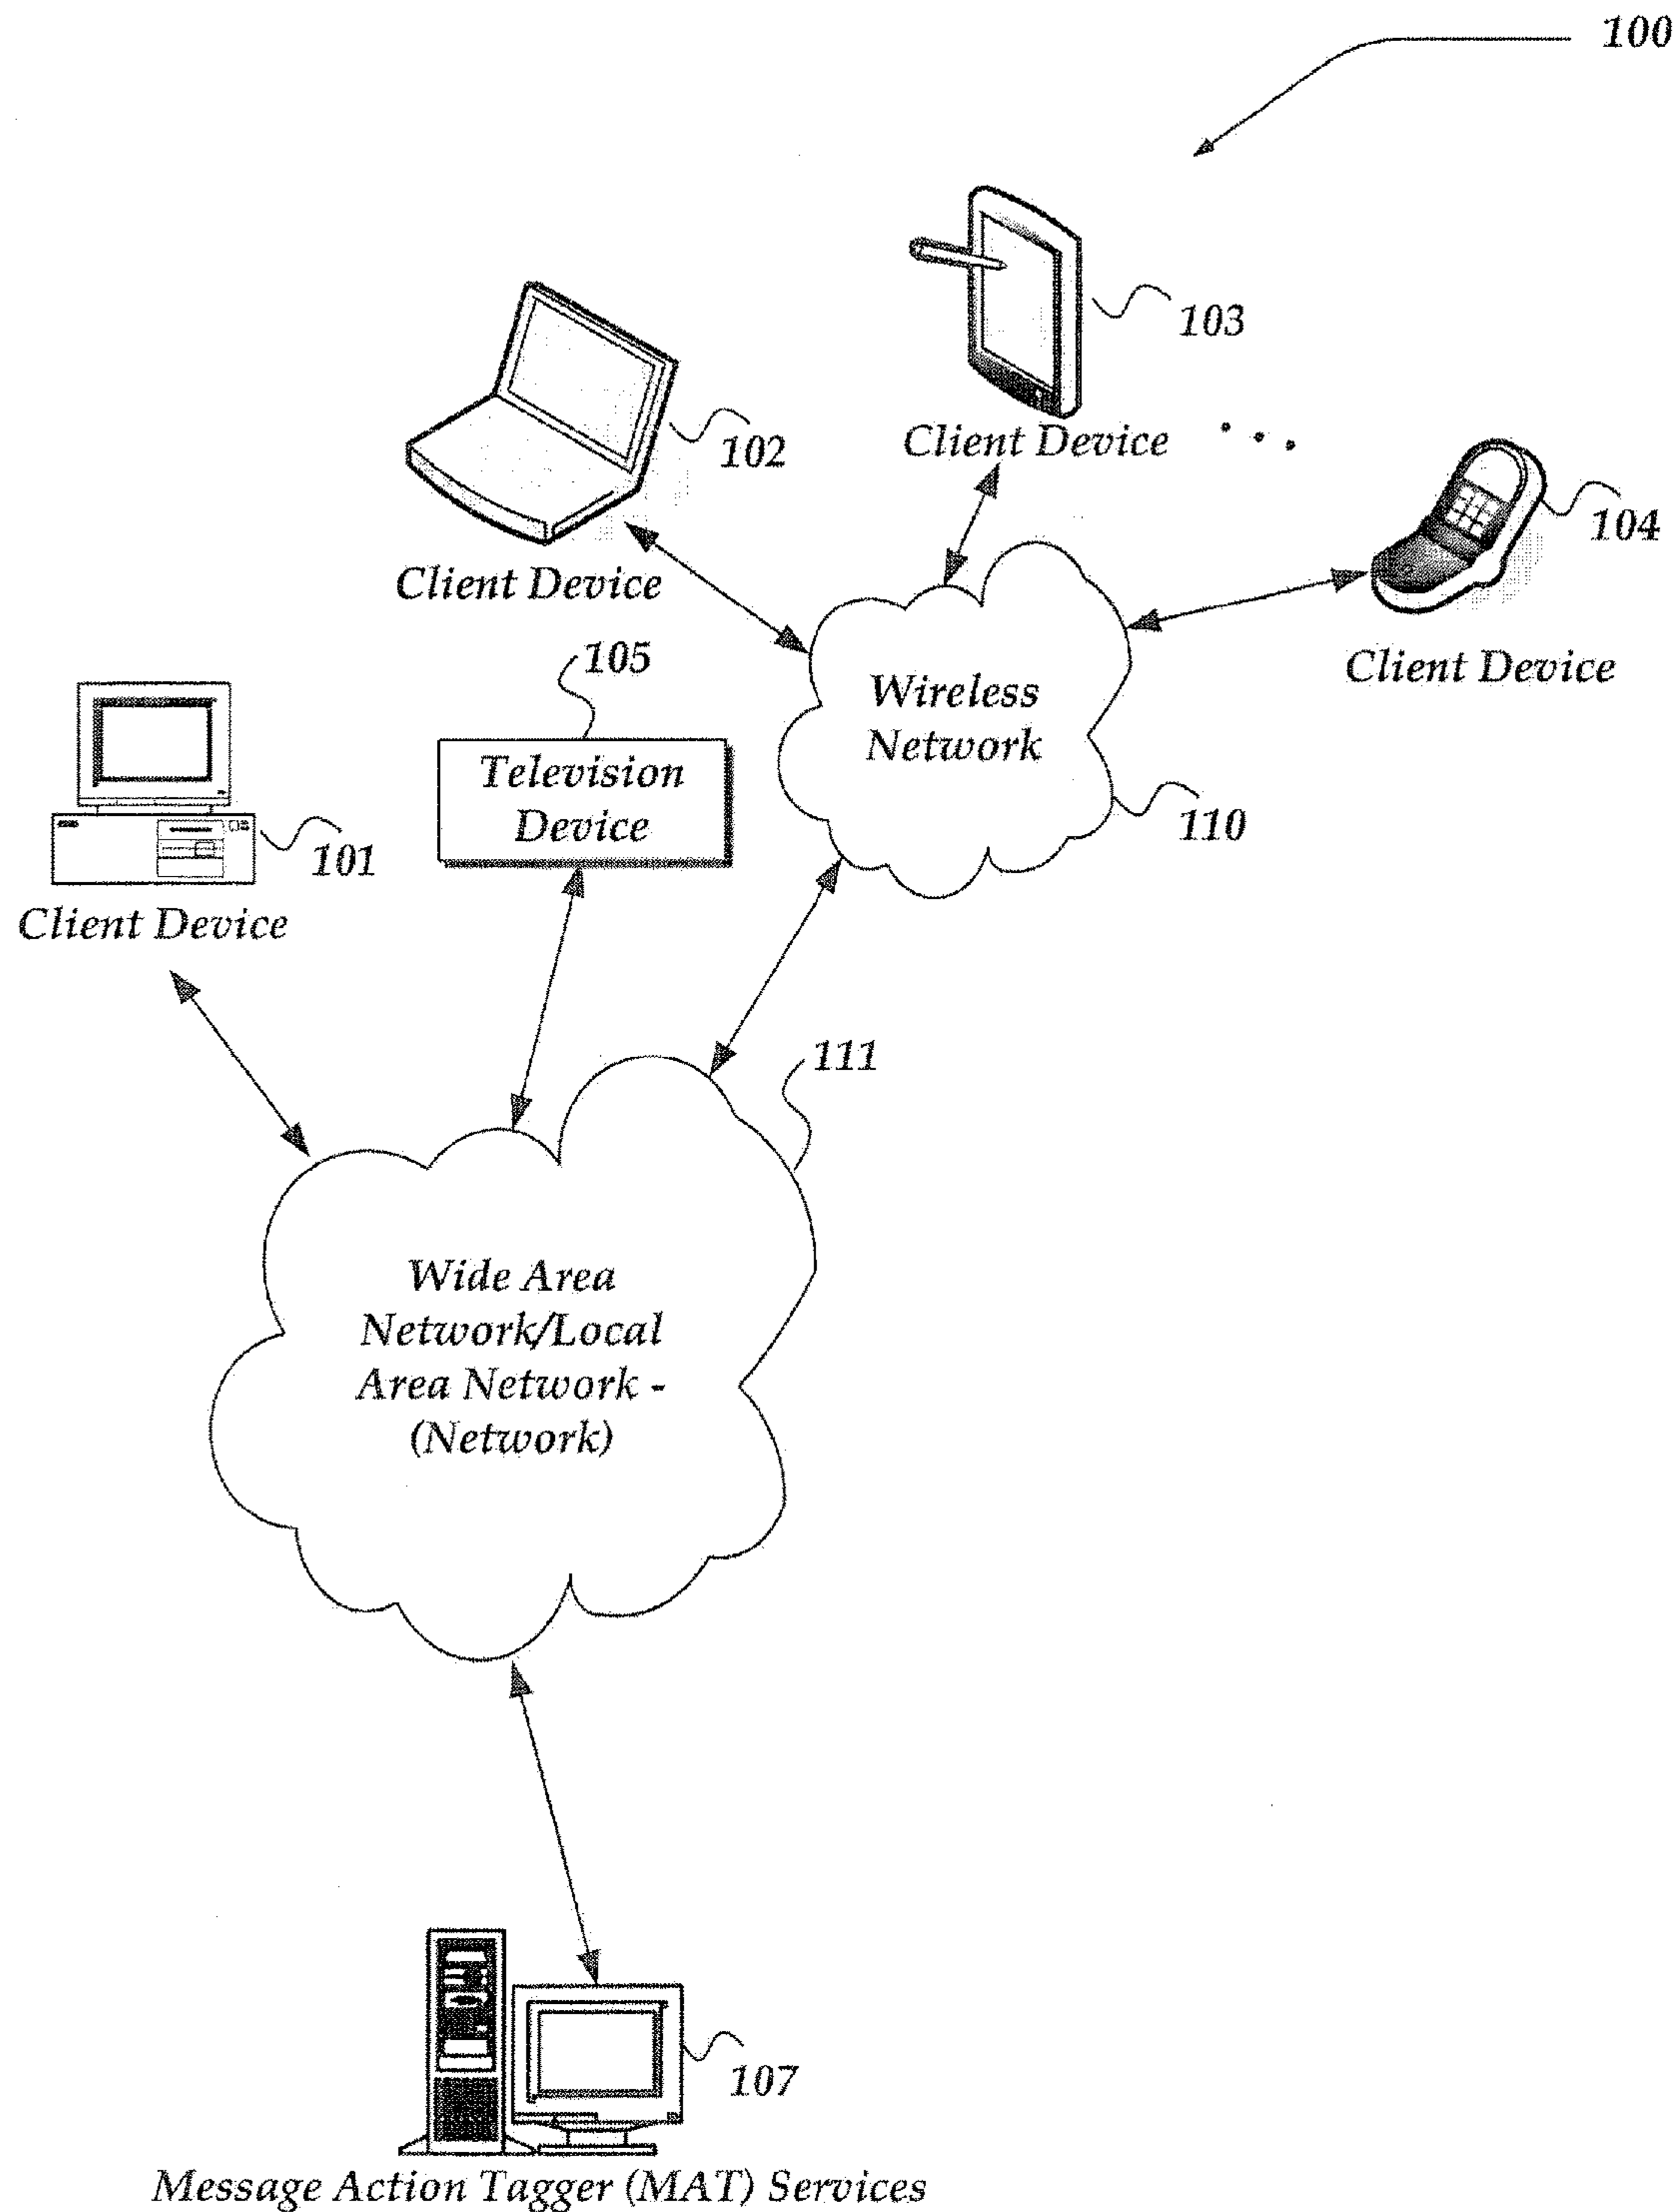 100
103
Client Device
102
Client Device
104
Client Device
105
Television
Device
Wireless
Network
110
101
Client Device
111
Wide Area
Network/Local
Area Network -
(Network)
107
Message Action Tagger (MAT) Services